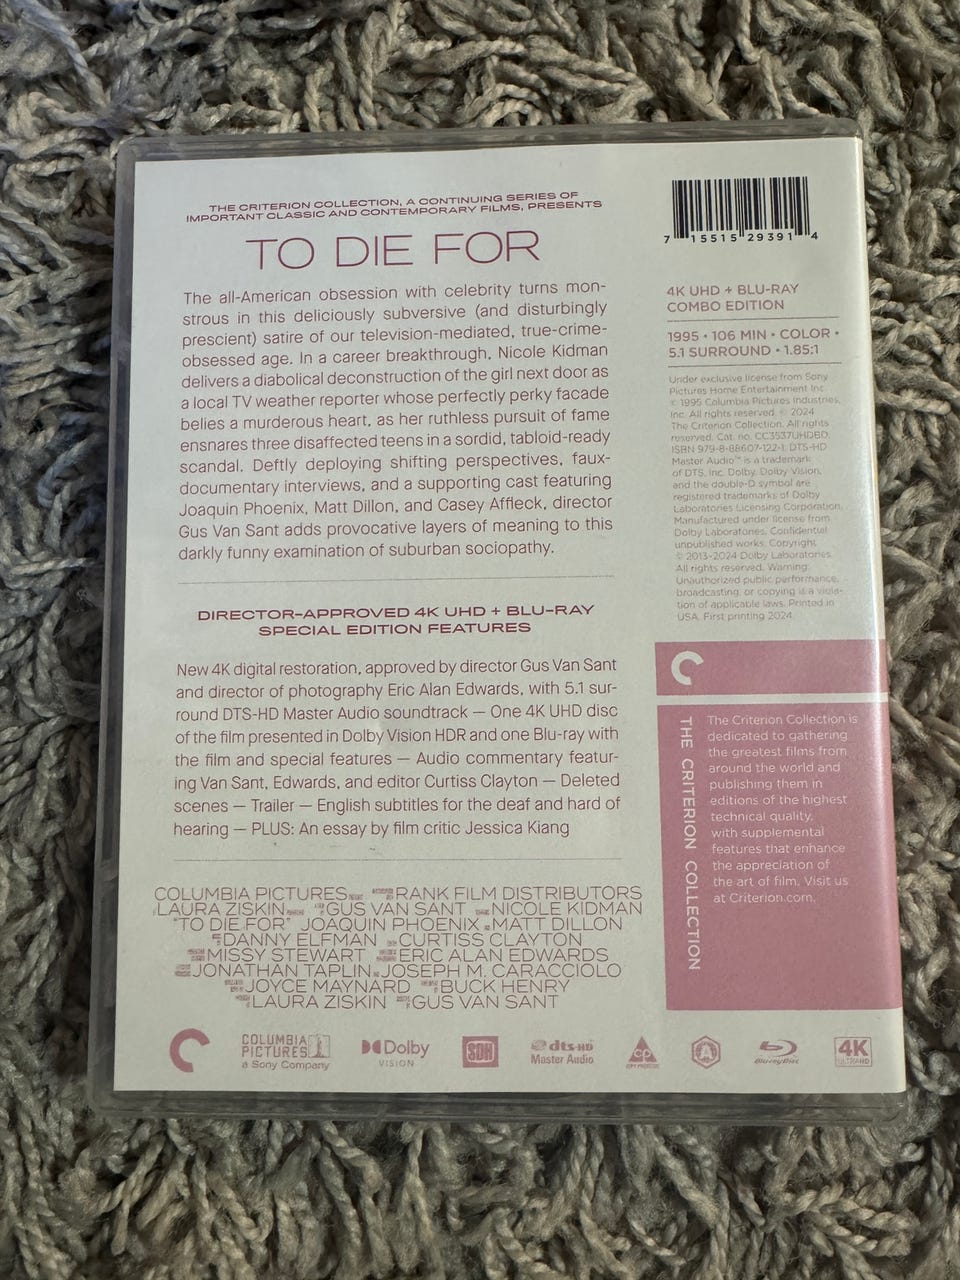 THE CRITERION COLLECTION, A CONTINUING SERIES OF
IMPORTANT CLASSIC AND CONTEMPORARY FILMS, PRESENTS
TO DIE FOR
The all-American obsession with celebrity turns mon-
strous in this deliciously subversive (and disturbingly
prescient) satire of our television-mediated, true-crime-
obsessed age. In a career breakthrough, Nicole Kidman
delivers a diabolical deconstruction of the girl next door as
a local TV weather reporter whose perfectly perky facade
belies a murderous heart, as her ruthless pursuit of fame
ensnares three disaffected teens in a sordid, tabloid-ready
scandal. Deftly deploying shifting perspectives, faux-
documentary interviews, and a supporting cast featuring
Joaquin Phoenix, Matt Dillon, and Casey Affleck, director
Gus Van Sant adds provocative layers of meaning to this
darkly funny examination of suburban sociopathy.
DIRECTOR-APPROVED 4K UHD + BLU-RAY
SPECIAL EDITION FEATURES
New 4K digital restoration, approved by director Gus Van Sant
and director of photography Eric Alan Edwards, with 5.1 sur-
round DTS-HD Master Audio soundtrack — One 4K UHD disc
of the film presented in Dolby Vision HDR and one Blu-ray with
the film and special features — Audio commentary featur-
ing Van Sant, Edwards, and editor Curtiss Clayton — Deleted
scenes — Trailer — English subtitles for the deaf and hard of
hearing — PLUS: An essay by film critic Jessica Kiang
COLUMBIA PICTURES RANK FILM DISTRIBUTORS
LAURA ZISKIN GUS VAN SANT NICOLE KIDMAN
"TO DIE FOR" JOAQUIN PHOENIX MATT DILLON
DANNY ELFMAN CURTISS CLAYTON
MISSY STEWART ERIC ALAN EDWARDS
JONATHAN TAPLIN JOSEPH M. CARACCIOLO
JOYCE MAYNARD BUCK HENRY
LAURA ZISKIN GUS VAN SANT
7 15515 29391 4
4K UHD + BLU-RAY
COMBO EDITION
1995 • 106 MIN • COLOR •
5.1 SURROUND • 1.85:1
Under exclusive license from Sony
Pictures Home Entertainment Inc.
© 1995 Columbia Pictures Industries,
Inc. All rights reserved. © 2024
The Criterion Collection. All rights
reserved. Cat. no. CC3537UHDBD.
ISBN 979-8-88607-122-1. DTS-HD
Master Audio™ is a trademark
of DTS, Inc. Dolby, Dolby Vision,
and the double-D symbol are
registered trademarks of Dolby
Laboratories Licensing Corporation.
Manufactured under license from
Dolby Laboratories. Confidential
unpublished works. Copyright
© 2013–2024 Dolby Laboratories.
All rights reserved. Warning:
Unauthorized public performance,
broadcasting, or copying is a viola-
tion of applicable laws. Printed in
USA. First printing 2024.
THE CRITERION COLLECTION
The Criterion Collection is
dedicated to gathering
the greatest films from
around the world and
publishing them in
editions of the highest
technical quality,
with supplemental
features that enhance
the appreciation of
the art of film. Visit us
at Criterion.com.
COLUMBIA
PICTURES
a Sony Company
Dolby
VISION
SDH
dts-HD
Master Audio
CP
COPY PROTECTED
A
Blu-ray Disc
4K
ULTRA HD